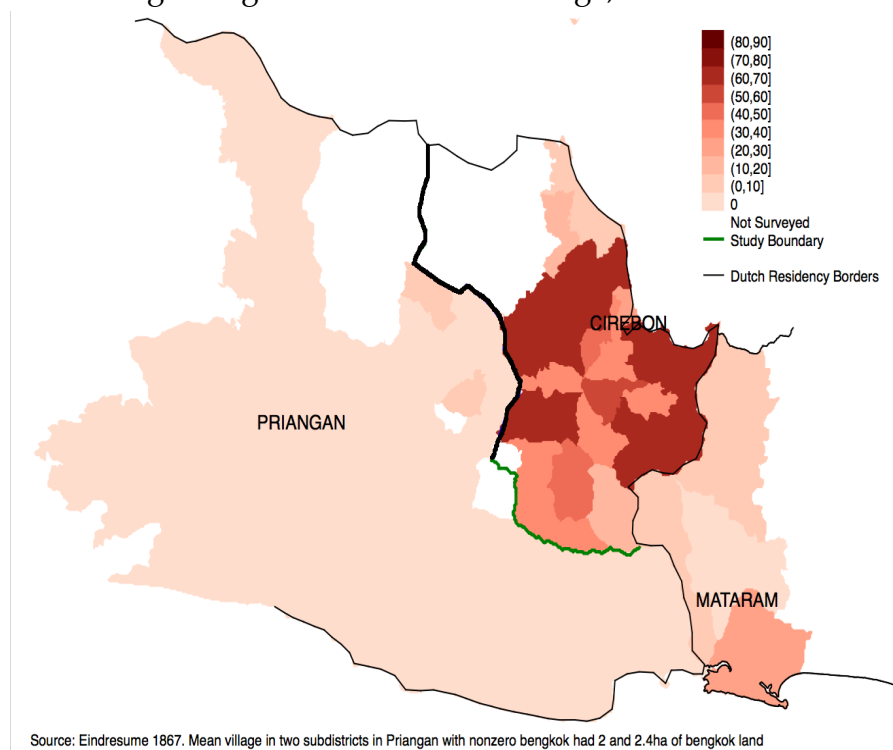 (80,90]
(70,80]
(60,70]
(50,60]
(40,50]
(30,40]
(20,30]
(10,20]
(0,10]
0
Not Surveyed
Study Boundary
Dutch Residency Borders
CIREBON
PRIANGAN
MATARAM
Source: Eindresume 1867. Mean village in two subdistricts in Priangan with nonzero bengkok had 2 and 2.4ha of bengkok land